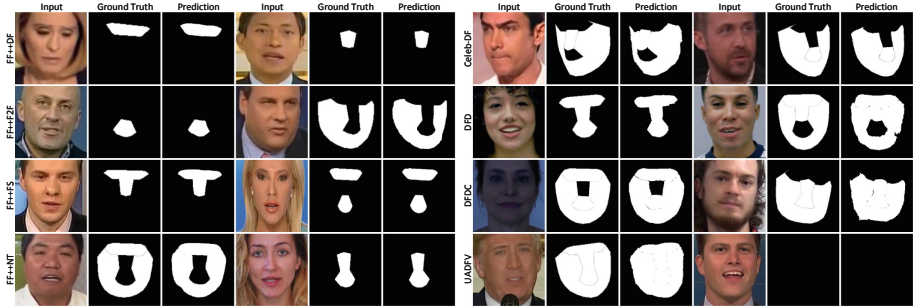 Input Ground Truth Prediction Input Ground Truth Prediction
FF++DF
FF++F2F
FF++FS
FF++NT
Input Ground Truth Prediction Input Ground Truth Prediction
Celeb-DF
DFD
DFDC
UADFV